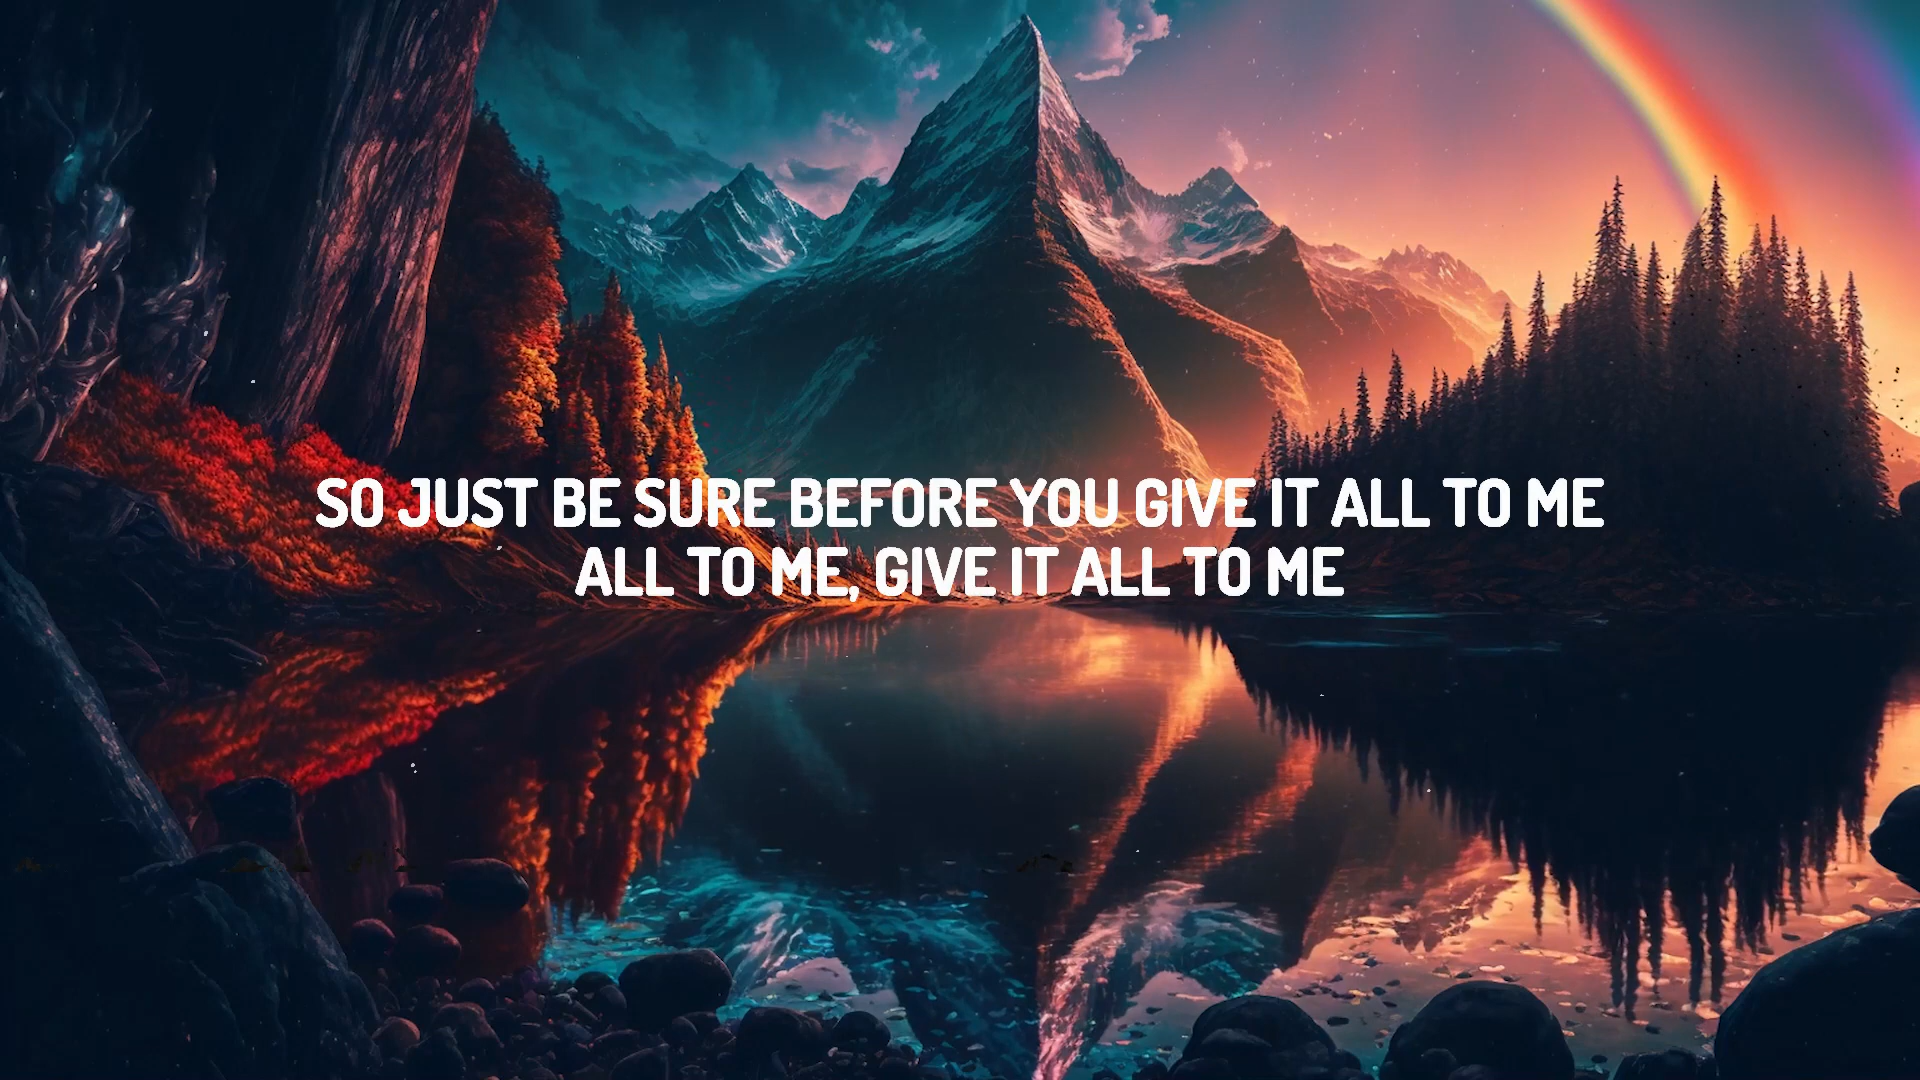 SO JUST BE SURE BEFORE YOU GIVE IT ALL TO ME
ALL TO ME, GIVE IT ALL TO ME